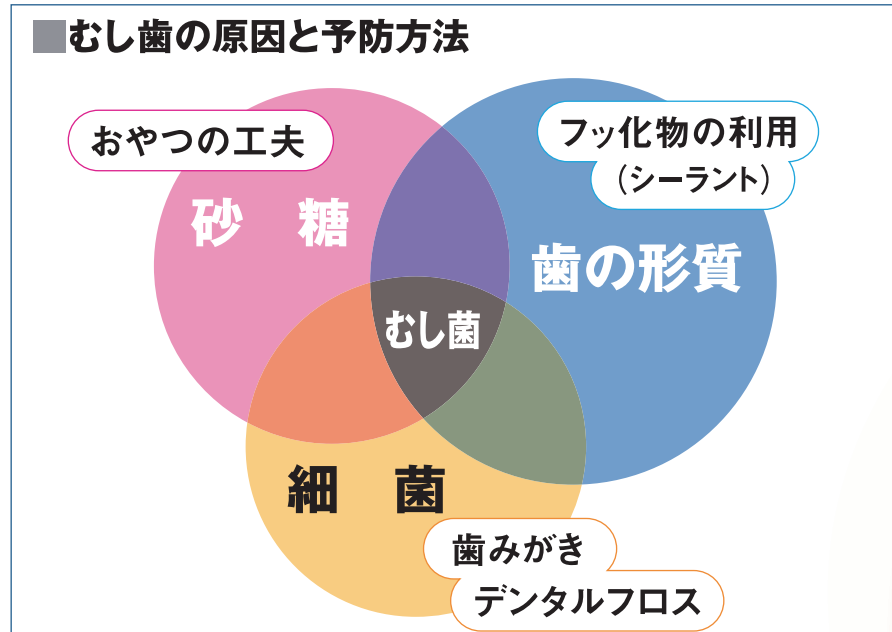 ■むし歯の原因と予防方法
おやつの工夫
フッ化物の利用
(シーラント)
砂 糖
歯の形質
むし菌
細 菌
歯みがき
デンタルフロス